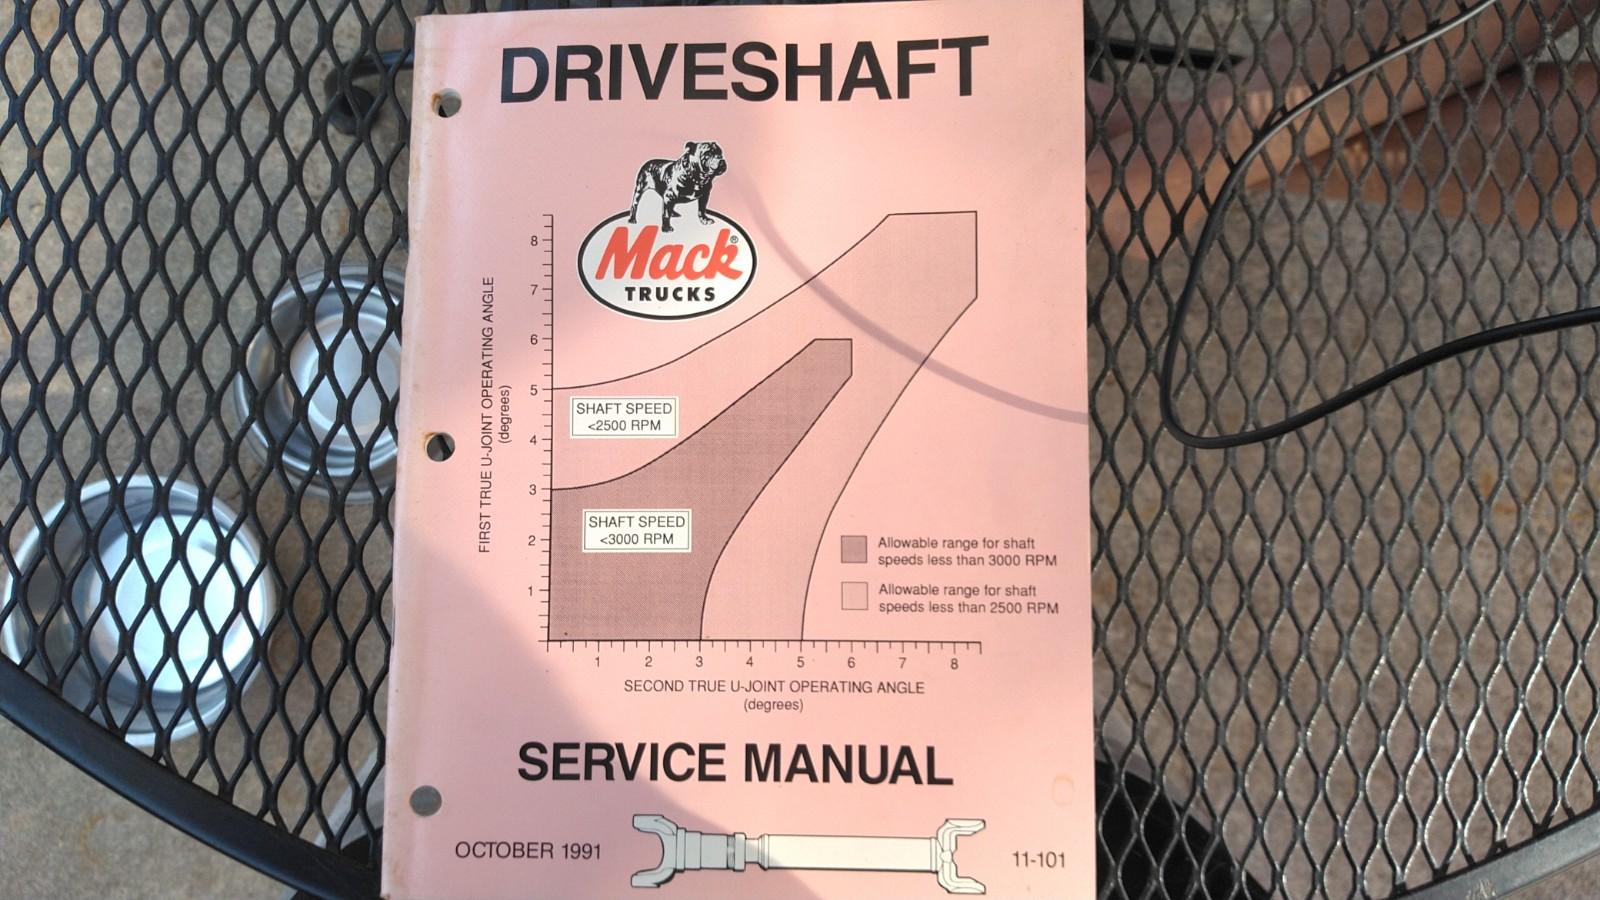 DRIVESHAFT
Mack®
TRUCKS
FIRST TRUE U-JOINT OPERATING ANGLE
(degrees)
8
7
6
5
4
3
2
1
SHAFT SPEED
<2500 RPM
SHAFT SPEED
<3000 RPM
Allowable range for shaft
speeds less than 3000 RPM
Allowable range for shaft
speeds less than 2500 RPM
1 2 3 4 5 6 7 8
SECOND TRUE U-JOINT OPERATING ANGLE
(degrees)
SERVICE MANUAL
OCTOBER 1991
11-101